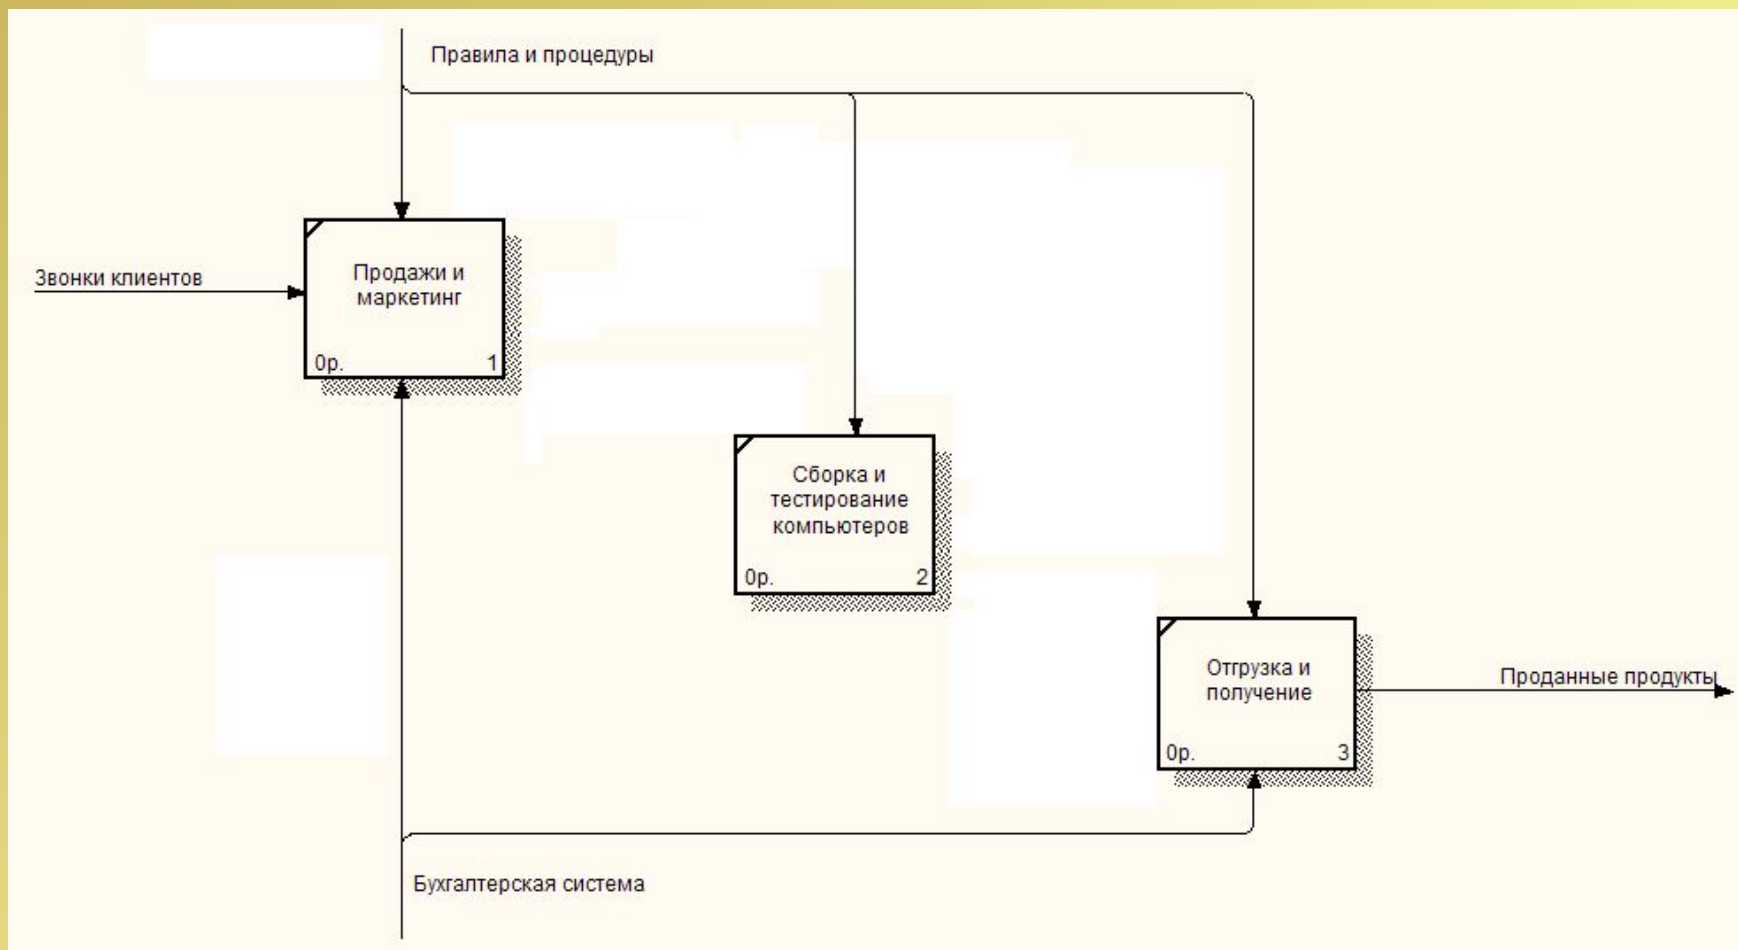 Правила и процедуры
Звонки клиентов
Продажи и
маркетинг
0р. 1
Сборка и
тестирование
компьютеров
0р. 2
Отгрузка и
получение
0р. 3
Проданные продукты
Бухгалтерская система